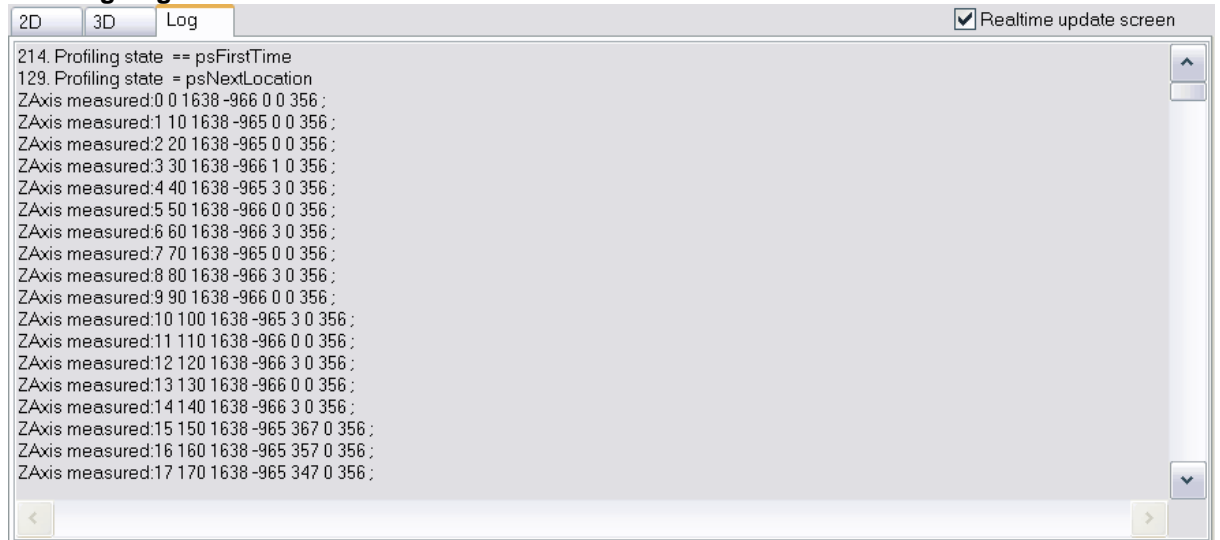 2D 3D Log Realtime update screen
214. Profiling state == psFirstTime
129. Profiling state = psNextLocation
ZAxis measured:0 0 1638 -966 0 0 356 ;
ZAxis measured:1 10 1638 -965 0 0 356 ;
ZAxis measured:2 20 1638 -965 0 0 356 ;
ZAxis measured:3 30 1638 -966 1 0 356 ;
ZAxis measured:4 40 1638 -965 3 0 356 ;
ZAxis measured:5 50 1638 -966 0 0 356 ;
ZAxis measured:6 60 1638 -966 3 0 356 ;
ZAxis measured:7 70 1638 -965 0 0 356 ;
ZAxis measured:8 80 1638 -966 3 0 356 ;
ZAxis measured:9 90 1638 -966 0 0 356 ;
ZAxis measured:10 100 1638 -965 3 0 356 ;
ZAxis measured:11 110 1638 -966 0 0 356 ;
ZAxis measured:12 120 1638 -966 3 0 356 ;
ZAxis measured:13 130 1638 -966 0 0 356 ;
ZAxis measured:14 140 1638 -966 3 0 356 ;
ZAxis measured:15 150 1638 -965 367 0 356 ;
ZAxis measured:16 160 1638 -965 357 0 356 ;
ZAxis measured:17 170 1638 -965 347 0 356 ;